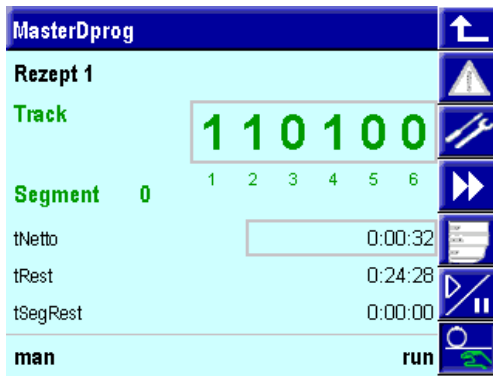 MasterDprog
Rezept 1
Track 1 1 0 1 0 0
1 2 3 4 5 6
Segment 0
tNetto 0:00:32
tRest 0:24:28
tSegRest 0:00:00
man run